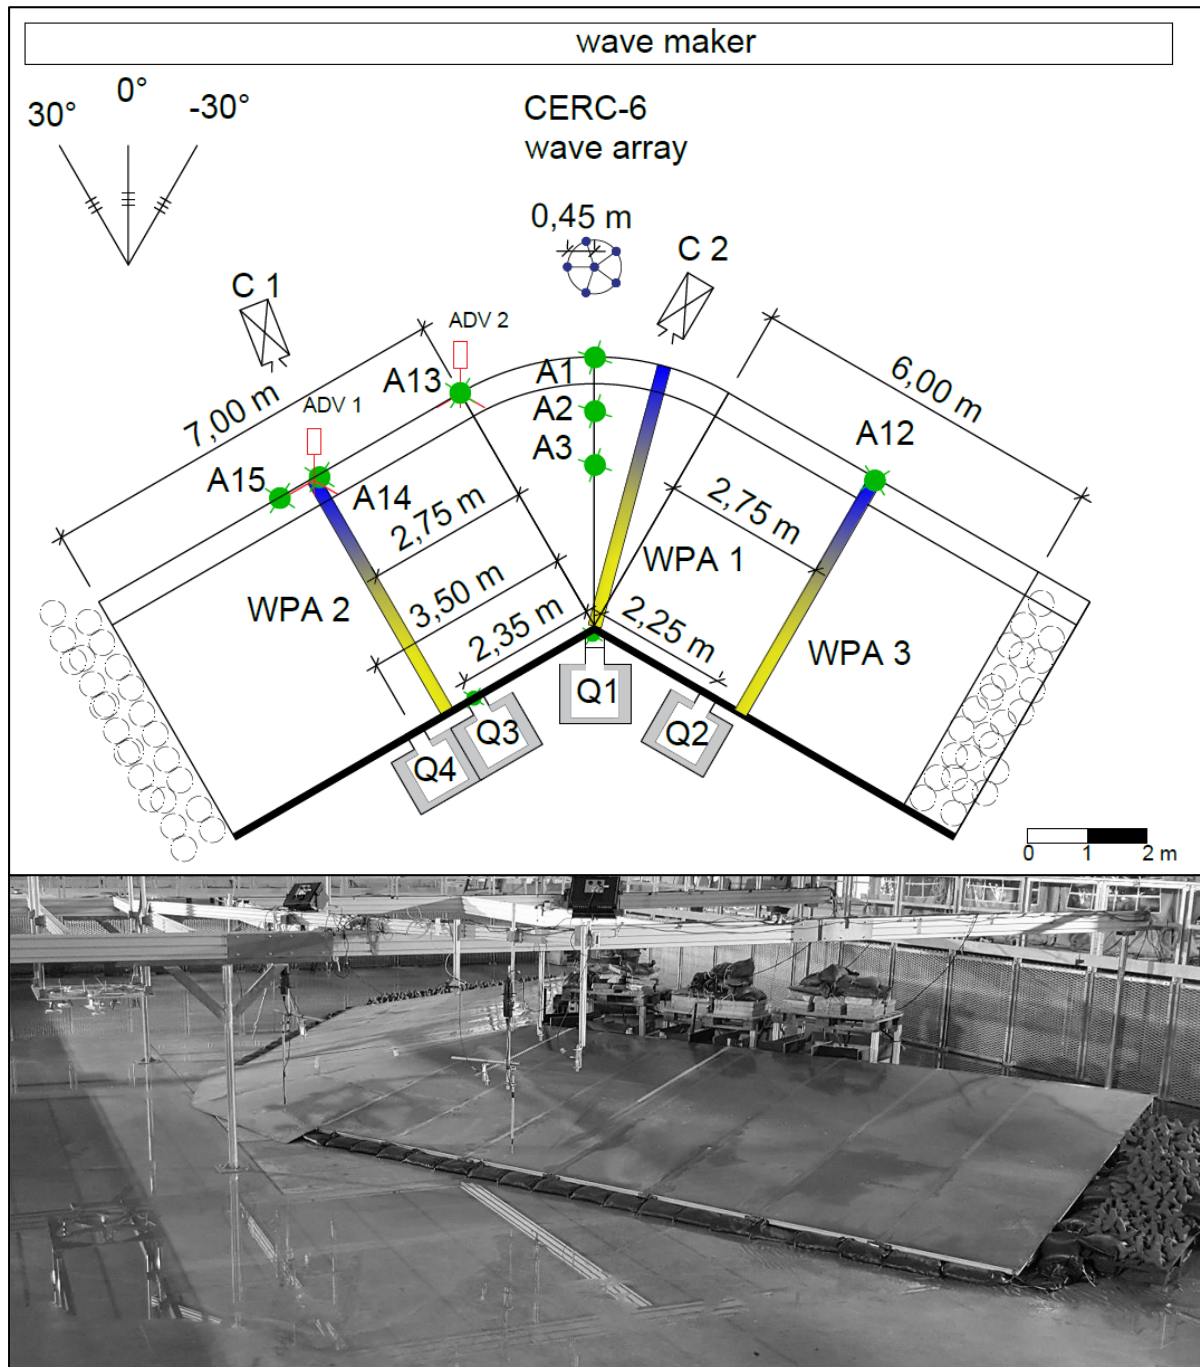 wave maker
0°
30°
-30°
CERC-6
wave array
0,45 m
C 2
C 1
ADV 2
6,00 m
A1
A13
7,00 m
ADV 1
A2
A12
A3
A15
A14
2,75 m
2,75 m
WPA 1
3,50 m
WPA 2
2,35 m
2,25 m
WPA 3
Q1
Q3
Q2
Q4
0 1 2 m